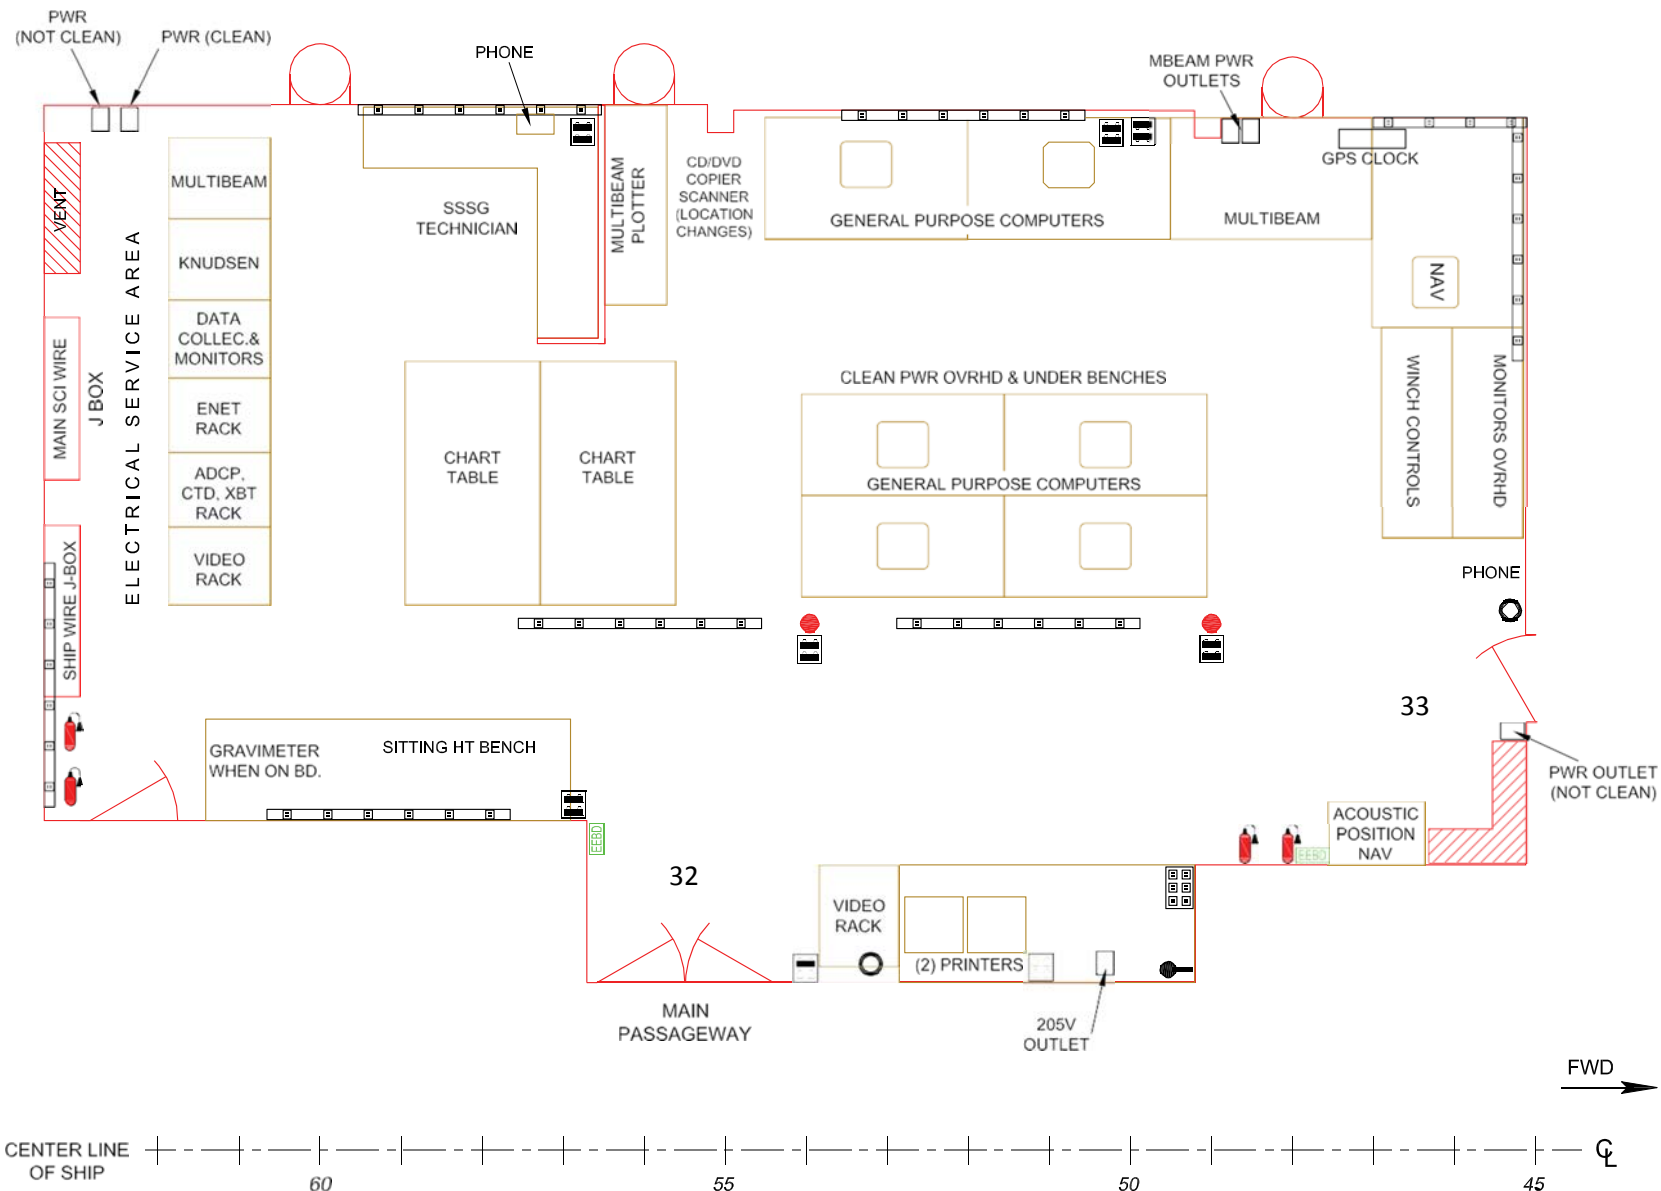 PWR
(NOT CLEAN)
PWR (CLEAN)
PHONE
MBEAM PWR
OUTLETS
GPS CLOCK
VENT
ELECTRICAL SERVICE AREA
MULTIBEAM
KNUDSEN
DATA
COLLEC.&
MONITORS
ENET
RACK
ADCP,
CTD, XBT
RACK
VIDEO
RACK
MAIN SCI WIRE
J BOX
SHIP WIRE J-BOX
SSSG
TECHNICIAN
MULTIBEAM
PLOTTER
CD/DVD
COPIER
SCANNER
(LOCATION
CHANGES)
GENERAL PURPOSE COMPUTERS
MULTIBEAM
NAV
WINCH CONTROLS
MONITORS OVRHD
CHART
TABLE
CHART
TABLE
CLEAN PWR OVRHD & UNDER BENCHES
GENERAL PURPOSE COMPUTERS
PHONE
33
PWR OUTLET
(NOT CLEAN)
GRAVIMETER
WHEN ON BD.
SITTING HT BENCH
EEBD
32
EEBD
ACOUSTIC
POSITION
NAV
VIDEO
RACK
(2) PRINTERS
MAIN
PASSAGEWAY
205V
OUTLET
FWD
CENTER LINE
OF SHIP
CL
60
55
50
45